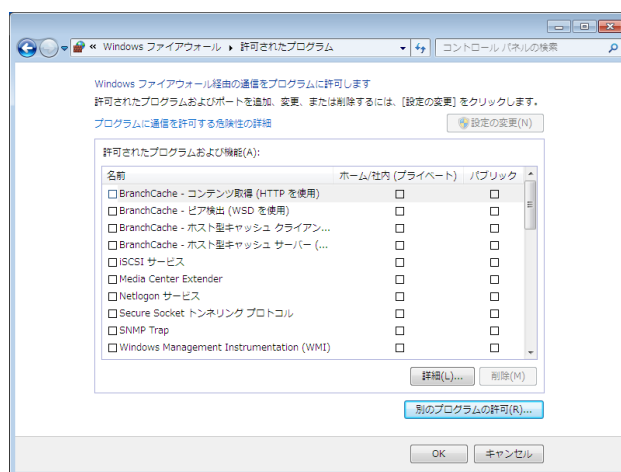 « Windows ファイアウォール ▸ 許可されたプログラム
コントロール パネルの検索
Windows ファイアウォール経由の通信をプログラムに許可します
許可されたプログラムおよびポートを追加、変更、または削除するには、[設定の変更] をクリックします。
プログラムに通信を許可する危険性の詳細
設定の変更(N)
許可されたプログラムおよび機能(A):
名前 ホーム/社内 (プライベート) パブリック
BranchCache - コンテンツ取得 (HTTP を使用)
BranchCache - ピア検出 (WSD を使用)
BranchCache - ホスト型キャッシュ クライアン...
BranchCache - ホスト型キャッシュ サーバー (...
iSCSI サービス
Media Center Extender
Netlogon サービス
Secure Socket トンネリング プロトコル
SNMP Trap
Windows Management Instrumentation (WMI)
詳細(L)... 削除(M)
別のプログラムの許可(R)...
OK キャンセル